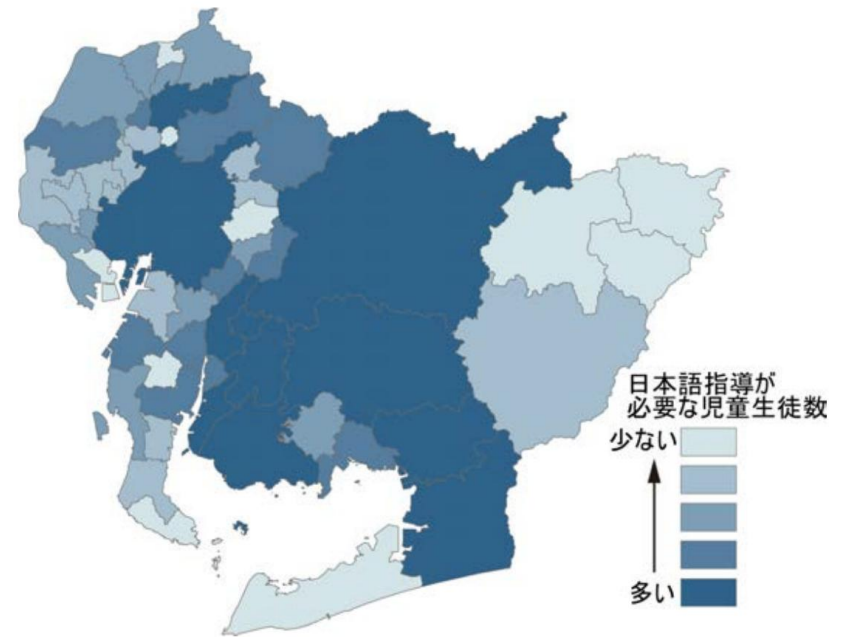 日本語指導が
必要な児童生徒数
少ない
多い